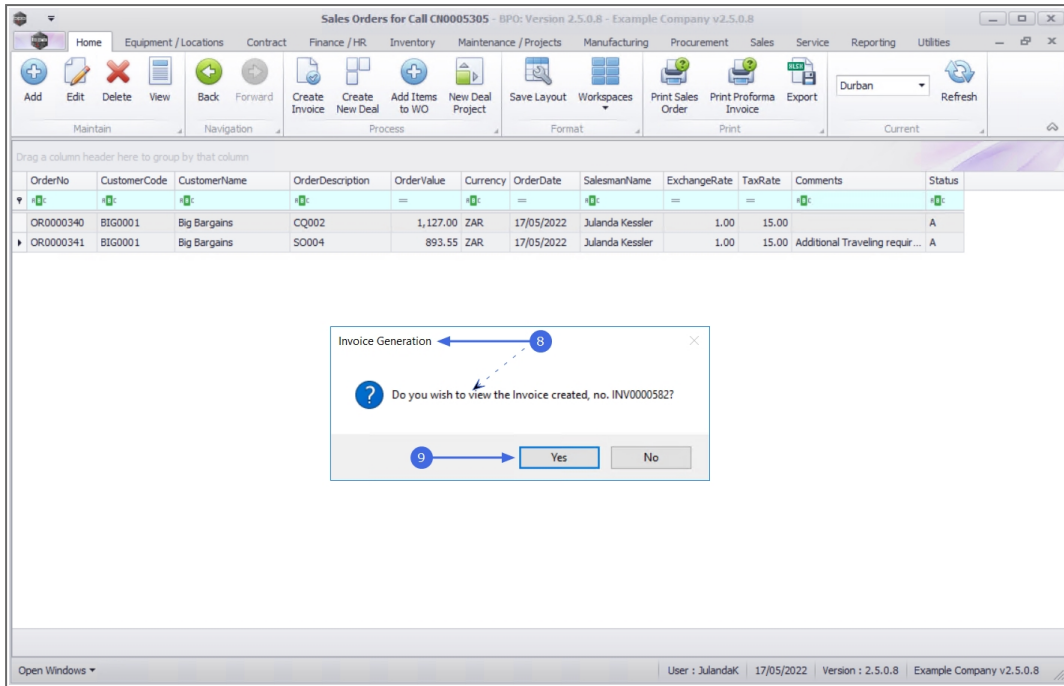 Sales Orders for Call CN0005305 - BPO: Version 2.5.0.8 - Example Company v2.5.0.8
Home Equipment / Locations Contract Finance / HR Inventory Maintenance / Projects Manufacturing Procurement Sales Service Reporting Utilities
Add Edit Delete View Back Forward Create Invoice Create New Deal Add Items to WO New Deal Project Save Layout Workspaces Print Sales Order Print Proforma Invoice Export Durban Refresh
Maintain Navigation Process Format Print Current
Drag a column header here to group by that column
OrderNo CustomerCode CustomerName OrderDescription OrderValue Currency OrderDate SalesmanName ExchangeRate TaxRate Comments Status
OR0000340 BIG0001 Big Bargains CQ002 1,127.00 ZAR 17/05/2022 Julanda Kessler 1.00 15.00 A
OR0000341 BIG0001 Big Bargains SO004 893.55 ZAR 17/05/2022 Julanda Kessler 1.00 15.00 Additional Traveling requir... A
Invoice Generation 8
Do you wish to view the Invoice created, no. INV0000582?
9 Yes No
Open Windows User : JulandaK 17/05/2022 Version : 2.5.0.8 Example Company v2.5.0.8